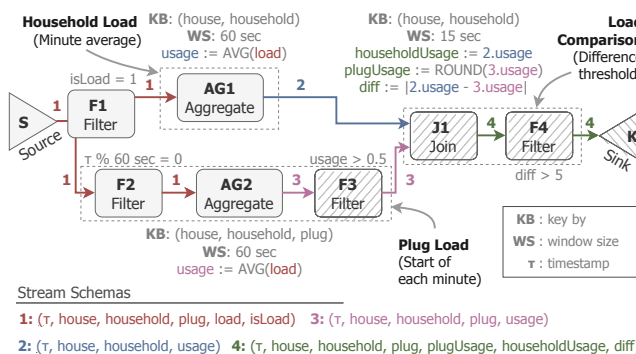 Household Load
(Minute average)
KB: (house, household)
WS: 60 sec
usage := AVG(load)
KB: (house, household)
WS: 15 sec
householdUsage := 2.usage
plugUsage := ROUND(3.usage)
diff := |2.usage - 3.usage|
Load
Comparison
(Difference
threshold
isLoad = 1
S
Source
1
F1
Filter
1
AG1
Aggregate
2
J1
Join
4
F4
Filter
4
K
Sink
diff > 5
1
τ % 60 sec = 0
F2
Filter
1
AG2
Aggregate
3
usage > 0.5
F3
Filter
3
KB: (house, household, plug)
WS: 60 sec
usage := AVG(load)
Plug Load
(Start of
each minute)
KB : key by
WS : window size
τ : timestamp
Stream Schemas
1: (τ, house, household, plug, load, isLoad) 3: (τ, house, household, plug, usage)
2: (τ, house, household, usage) 4: (τ, house, household, plug, plugUsage, householdUsage, diff